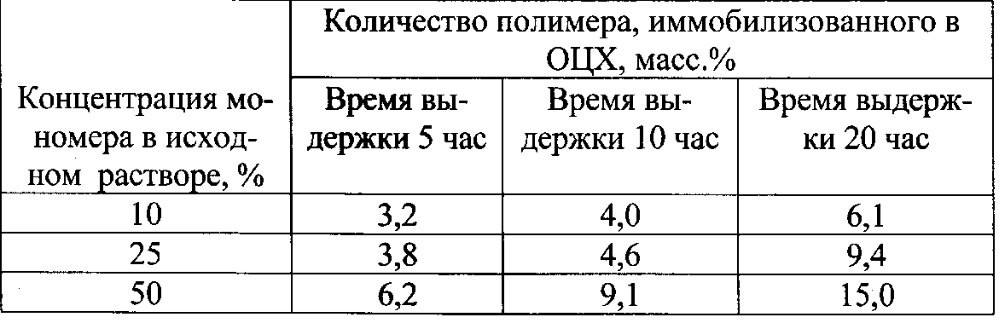 Количество полимера, иммобилизованного в
ОЦХ, масс.%
Концентрация мо-
номера в исход-
ном растворе, %
Время вы-
держки 5 час
Время вы-
держки 10 час
Время выдерж-
ки 20 час
10 3,2 4,0 6,1
25 3,8 4,6 9,4
50 6,2 9,1 15,0